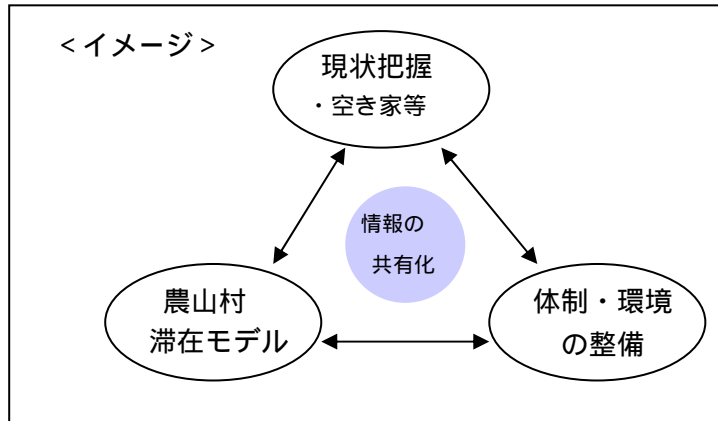 <イメージ>
現状把握
・空き家等
情報の
共有化
農山村
滞在モデル
体制・環境
の整備